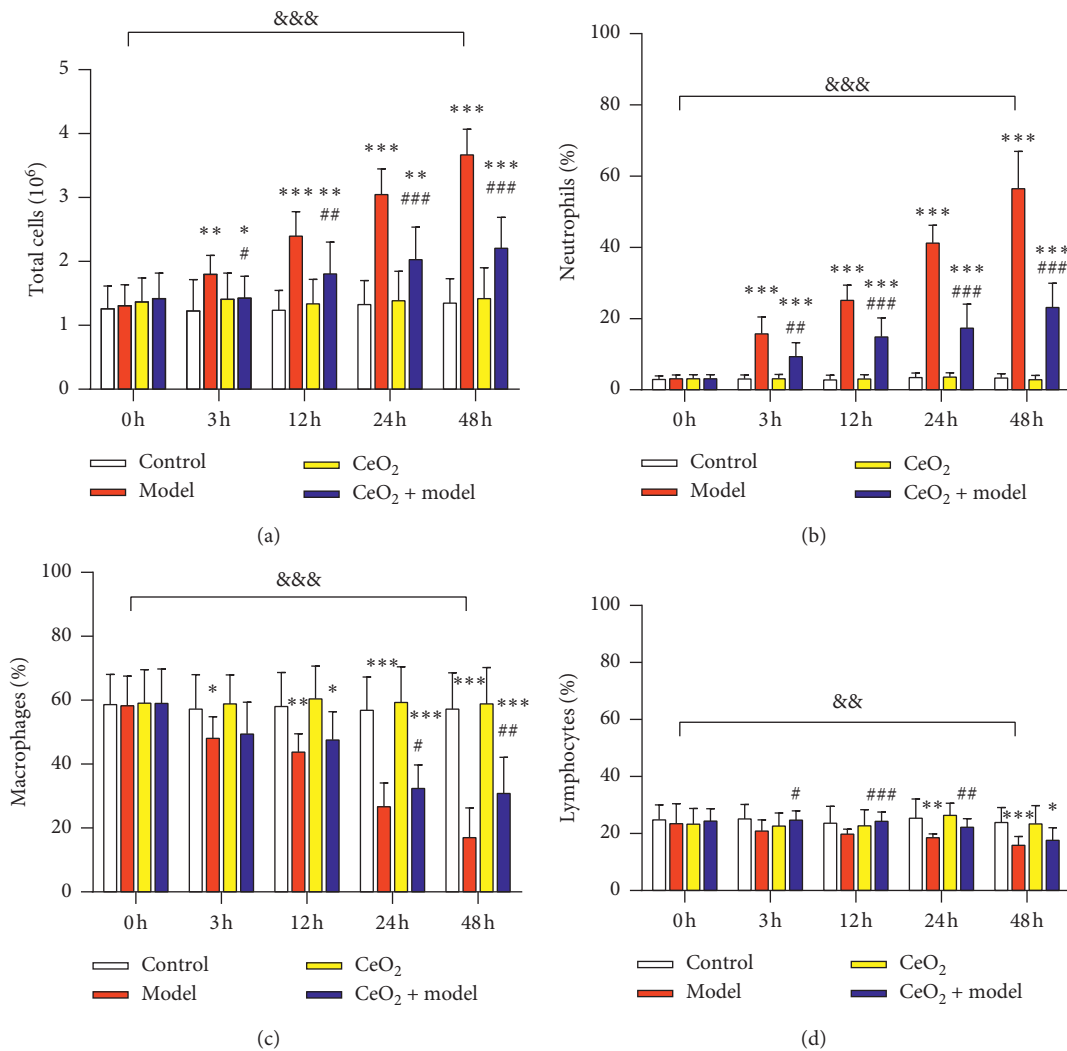 &&&
5
4
3
2
1
0
Total cells (10⁶)
** * #
*** ** ##
*** ** ###
*** *** ###
0 h 3 h 12 h 24 h 48 h
Control CeO₂
Model CeO₂ + model
(a)
&&&
100
80
60
40
20
0
Neutrophils (%)
*** *** ##
*** *** ###
*** *** ###
*** *** ###
0 h 3 h 12 h 24 h 48 h
Control CeO₂
Model CeO₂ + model
(b)
&&&
100
80
60
40
20
0
Macrophages (%)
*
** *
*** *** #
*** *** ##
0 h 3 h 12 h 24 h 48 h
Control CeO₂
Model CeO₂ + model
(c)
&&
100
80
60
40
20
0
Lymphocytes (%)
#
###
** ##
*** *
0 h 3 h 12 h 24 h 48 h
Control CeO₂
Model CeO₂ + model
(d)